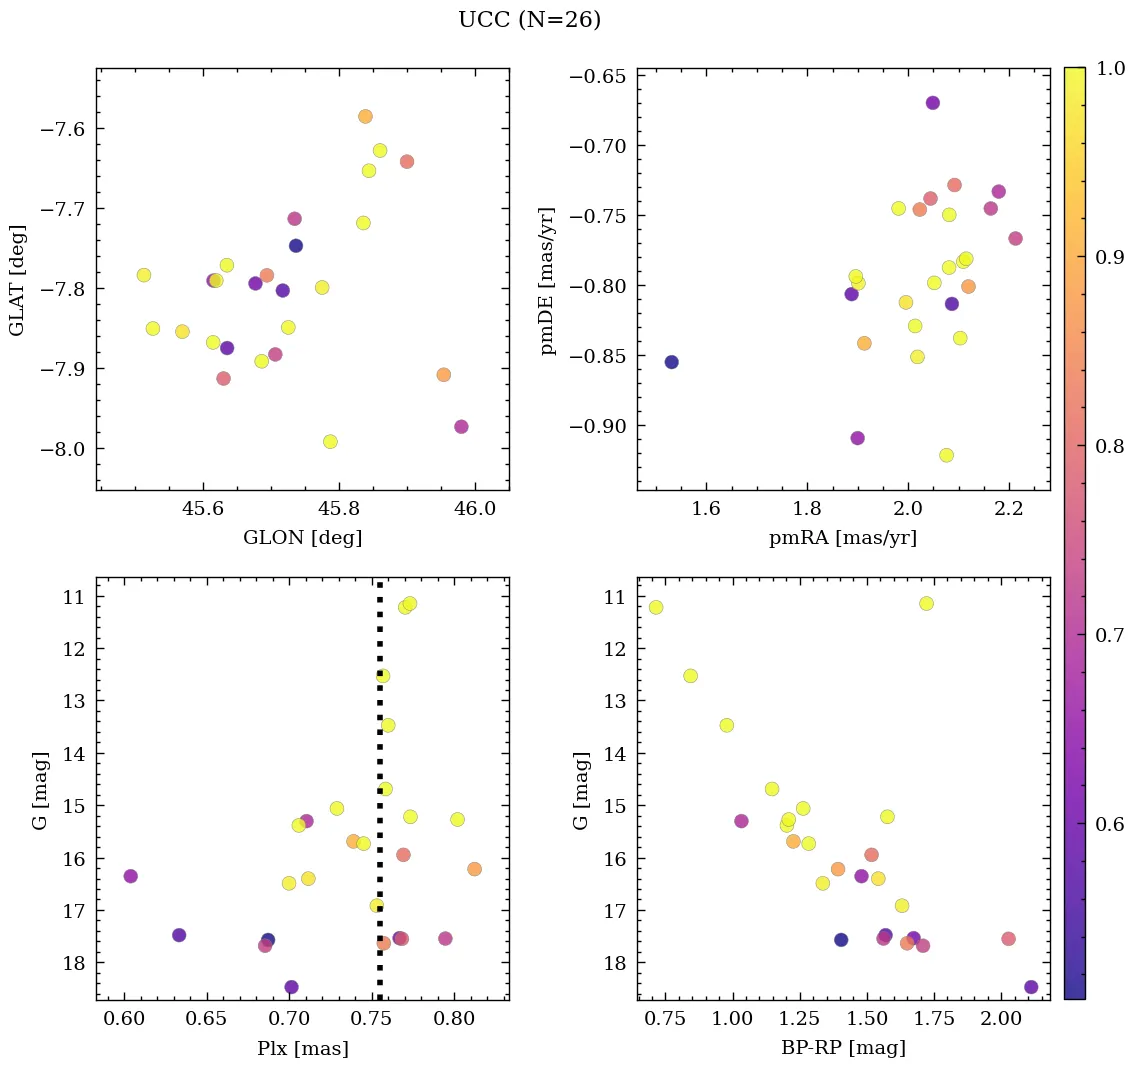 UCC (N=26)
−7.6
−7.7
−7.8
−7.9
−8.0
GLAT [deg]
45.6 45.8 46.0
GLON [deg]
−0.65
−0.70
−0.75
−0.80
−0.85
−0.90
pmDE [mas/yr]
1.6 1.8 2.0 2.2
pmRA [mas/yr]
1.0
0.9
0.8
0.7
0.6
11
12
13
14
15
16
17
18
G [mag]
0.60 0.65 0.70 0.75 0.80
Plx [mas]
11
12
13
14
15
16
17
18
G [mag]
0.75 1.00 1.25 1.50 1.75 2.00
BP-RP [mag]